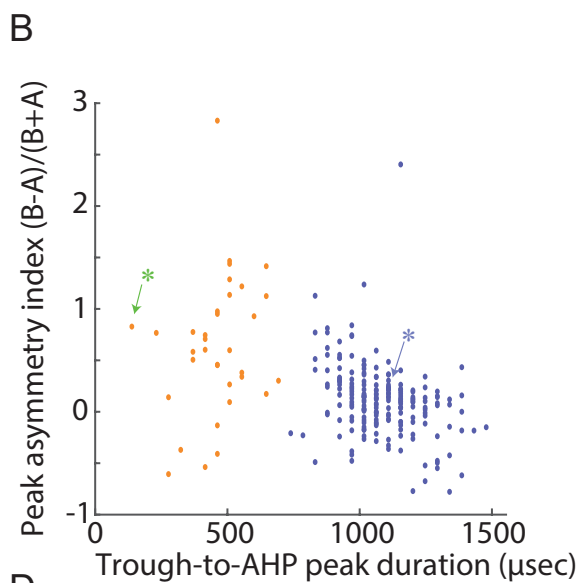 B
Peak asymmetry index (B-A)/(B+A)
3
2
1
0
-1
*
*
0 500 1000 1500
Trough-to-AHP peak duration (μsec)